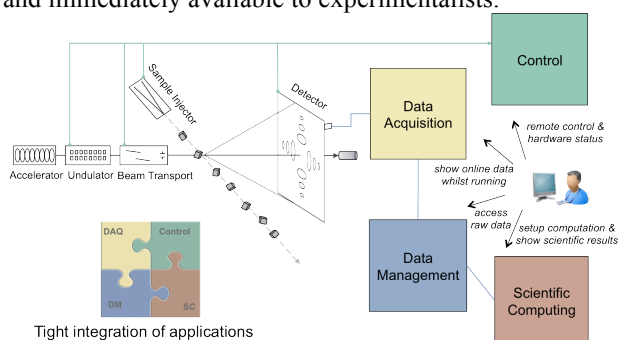 and immediately available to experimentalists.
Control
Sample Injector
Detector
Data
Acquisition
remote control &
hardware status
Accelerator
Undulator
Beam Transport
show online data
whilst running
access
raw data
setup computation &
show scientific results
DAQ
Control
DM
SC
Data
Management
Scientific
Computing
Tight integration of applications